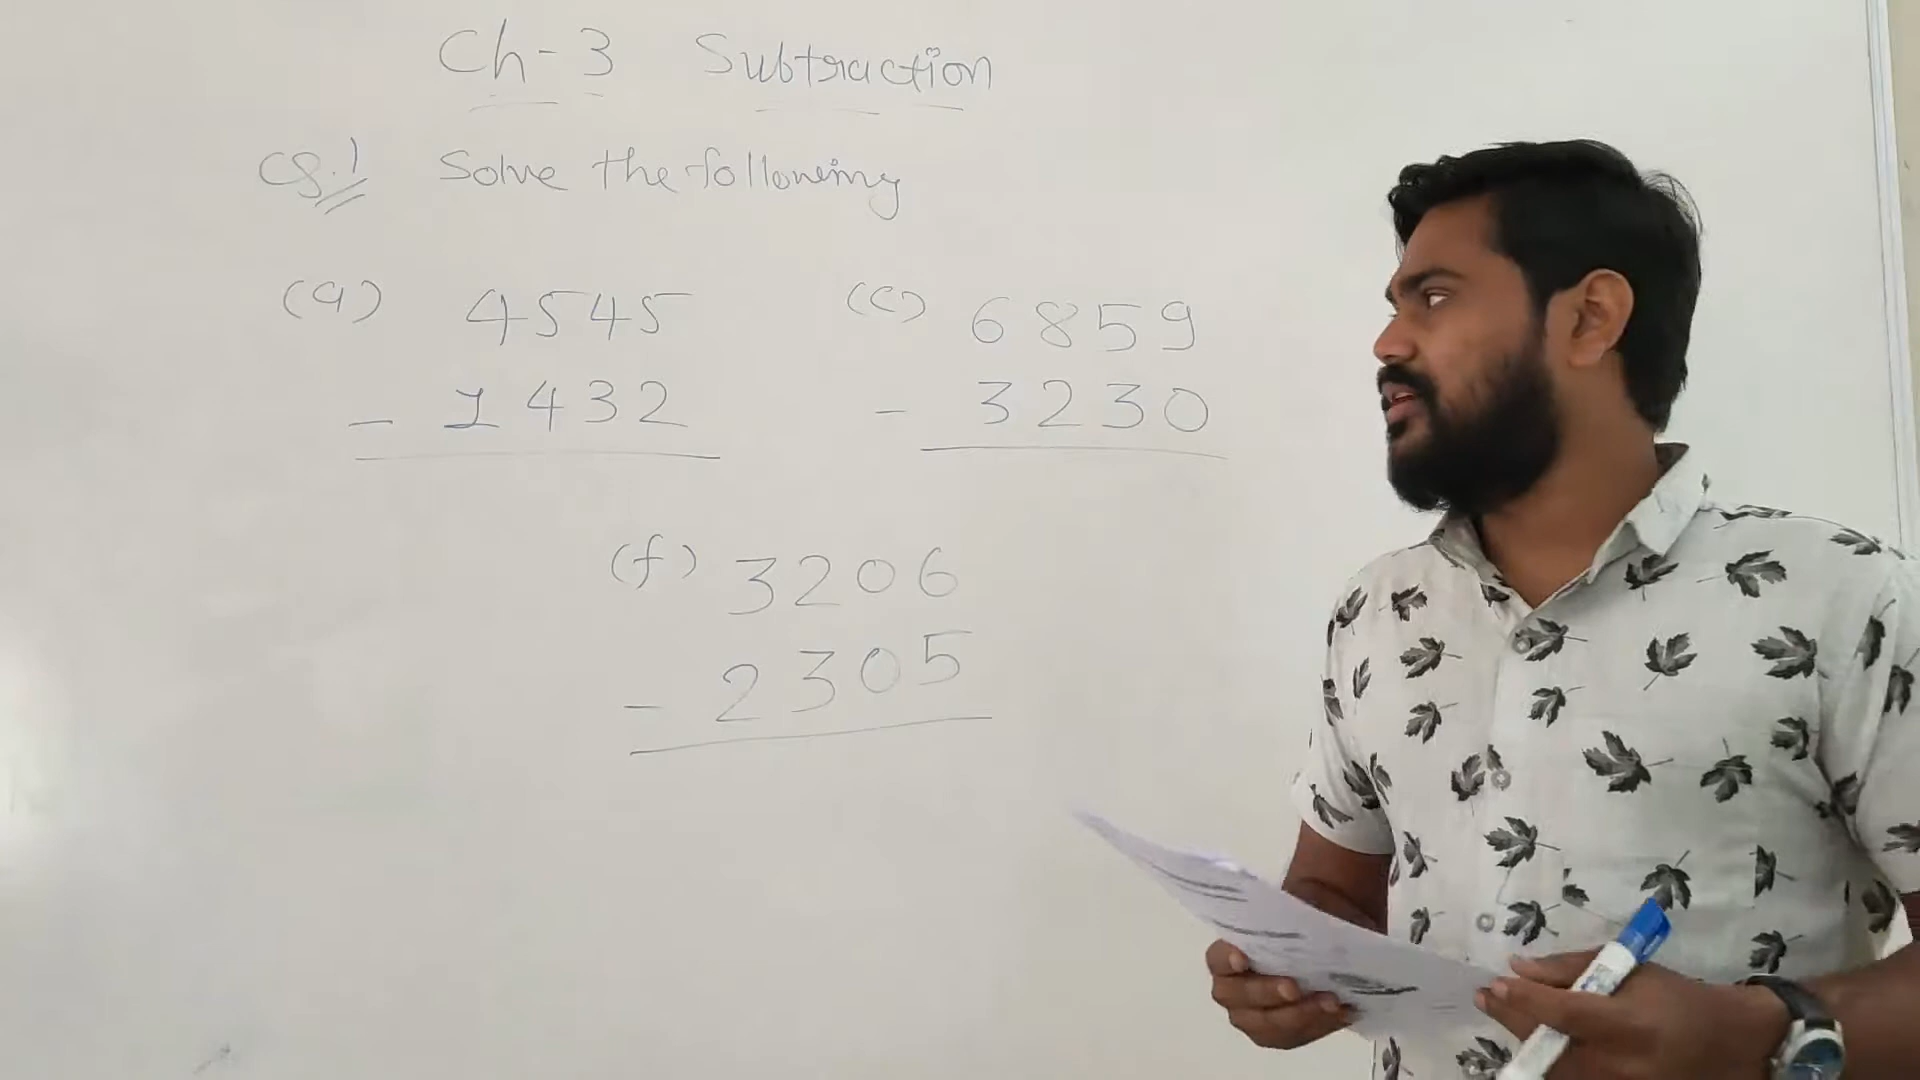 Ch-3 Subtraction
Q.1 Solve the following
(a) 4545
- 1432
(c) 6859
- 3230
(f) 3206
- 2305